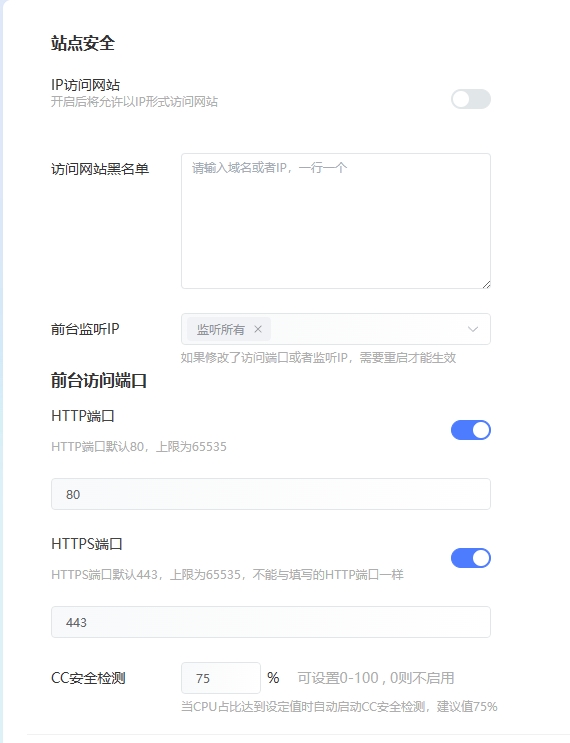 站点安全
IP访问网站
开启后将允许以IP形式访问网站
访问网站黑名单
请输入域名或者IP，一行一个
前台监听IP
监听所有 ×
如果修改了访问端口或者监听IP，需要重启才能生效
前台访问端口
HTTP端口
HTTP端口默认80，上限为65535
80
HTTPS端口
HTTPS端口默认443，上限为65535，不能与填写的HTTP端口一样
443
CC安全检测 75 % 可设置0-100 , 0则不启用
当CPU占比达到设定值时自动启动CC安全检测，建议值75%